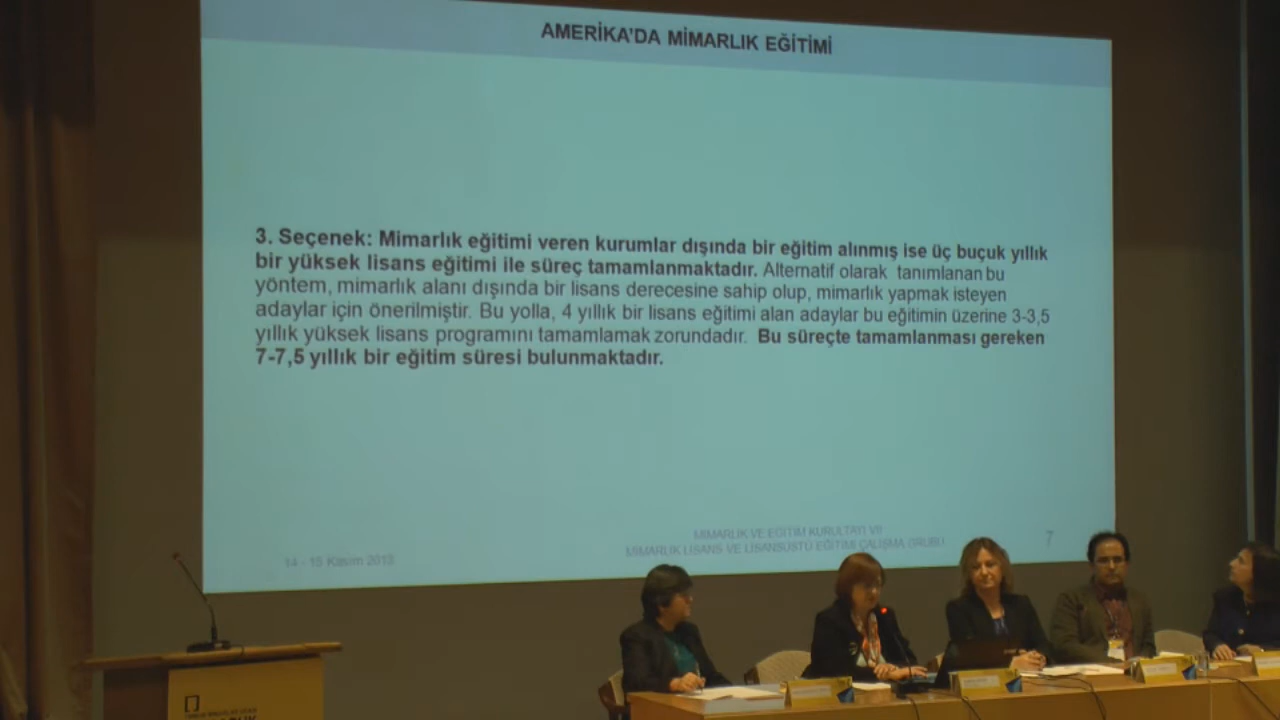 AMERİKA'DA MİMARLIK EĞİTİMİ
3. Seçenek: Mimarlık eğitimi veren kurumlar dışında bir eğitim alınmış ise üç buçuk yıllık
bir yüksek lisans eğitimi ile süreç tamamlanmaktadır. Alternatif olarak tanımlanan bu
yöntem, mimarlık alanı dışında bir lisans derecesine sahip olup, mimarlık yapmak isteyen
adaylar için önerilmiştir. Bu yolla, 4 yıllık bir lisans eğitimi alan adaylar bu eğitimin üzerine 3-3,5
yıllık yüksek lisans programını tamamlamak zorundadır. Bu süreçte tamamlanması gereken
7-7,5 yıllık bir eğitim süresi bulunmaktadır.
MİMARLIK VE EĞİTİM KURULTAYI VII
MİMARLIK LİSANS VE LİSANSÜSTÜ EĞİTİMİ ÇALIŞMA GRUBU
14 - 15 Kasım 2013
7